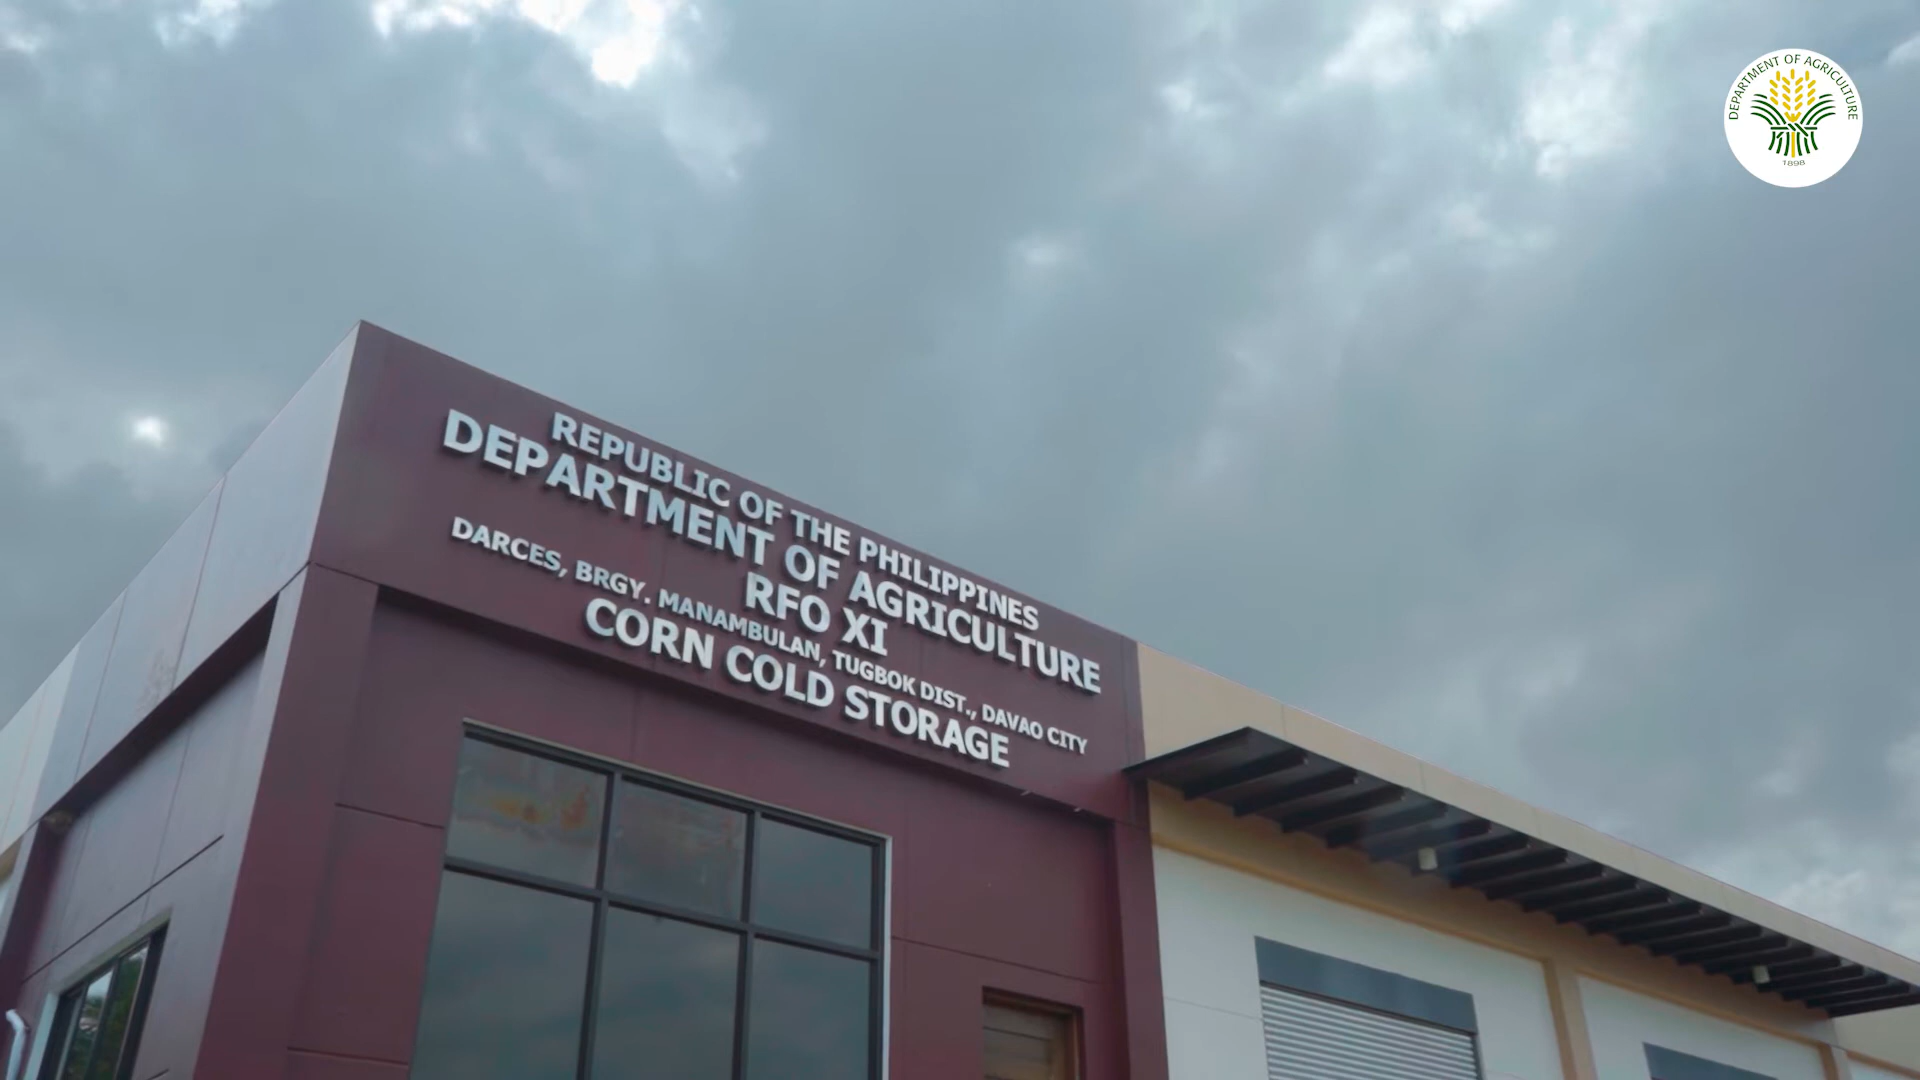 DEPARTMENT OF AGRICULTURE
1898
REPUBLIC OF THE PHILIPPINES
DEPARTMENT OF AGRICULTURE
RFO XI
DARCES, BRGY. MANAMBULAN, TUGBOK DIST., DAVAO CITY
CORN COLD STORAGE